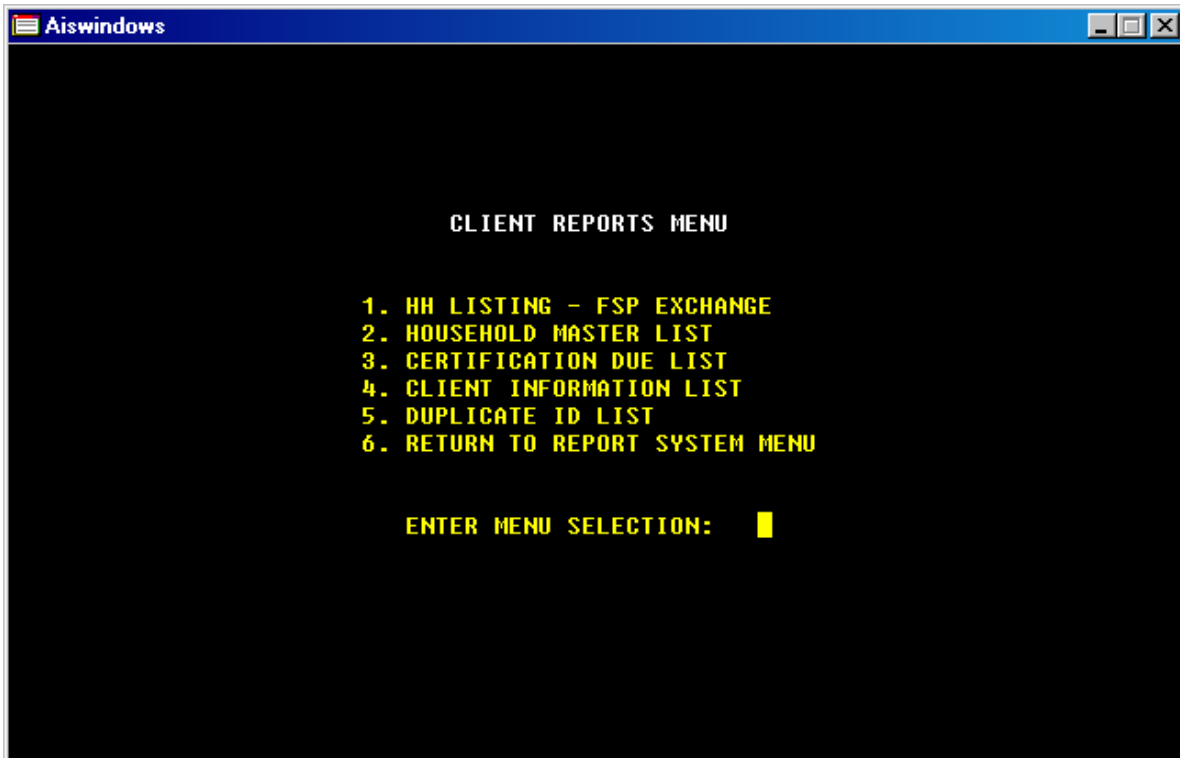 Aiswindows
CLIENT REPORTS MENU
1. HH LISTING - FSP EXCHANGE
2. HOUSEHOLD MASTER LIST
3. CERTIFICATION DUE LIST
4. CLIENT INFORMATION LIST
5. DUPLICATE ID LIST
6. RETURN TO REPORT SYSTEM MENU
ENTER MENU SELECTION: